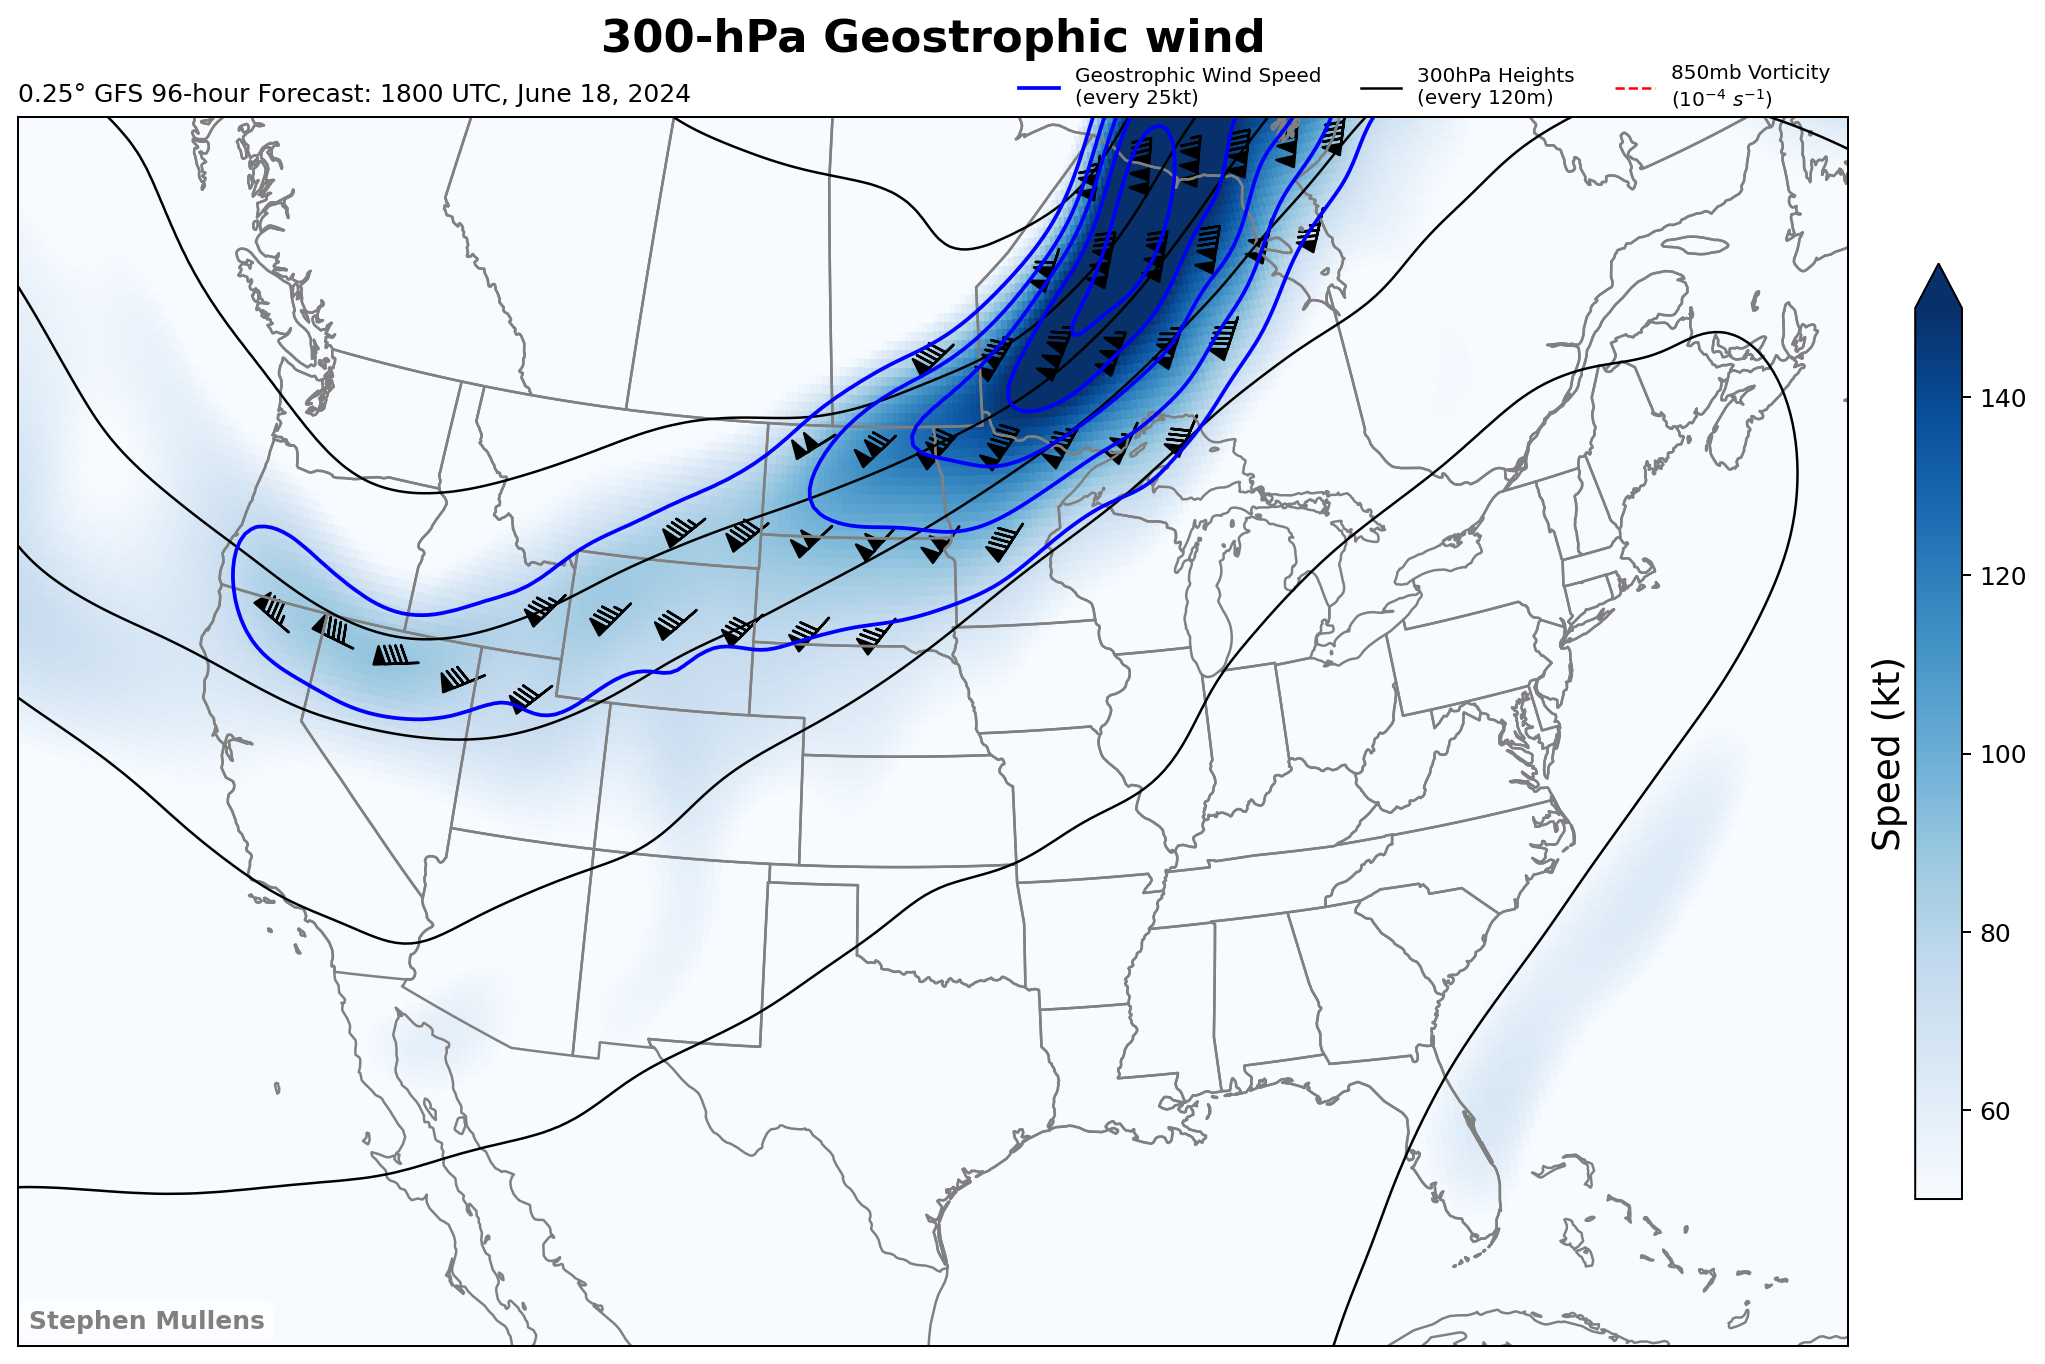 300-hPa Geostrophic wind
0.25° GFS 96-hour Forecast: 1800 UTC, June 18, 2024
Geostrophic Wind Speed
(every 25kt)
300hPa Heights
(every 120m)
850mb Vorticity
(10⁻⁴ s⁻¹)
140
120
100
80
60
Speed (kt)
Stephen Mullens